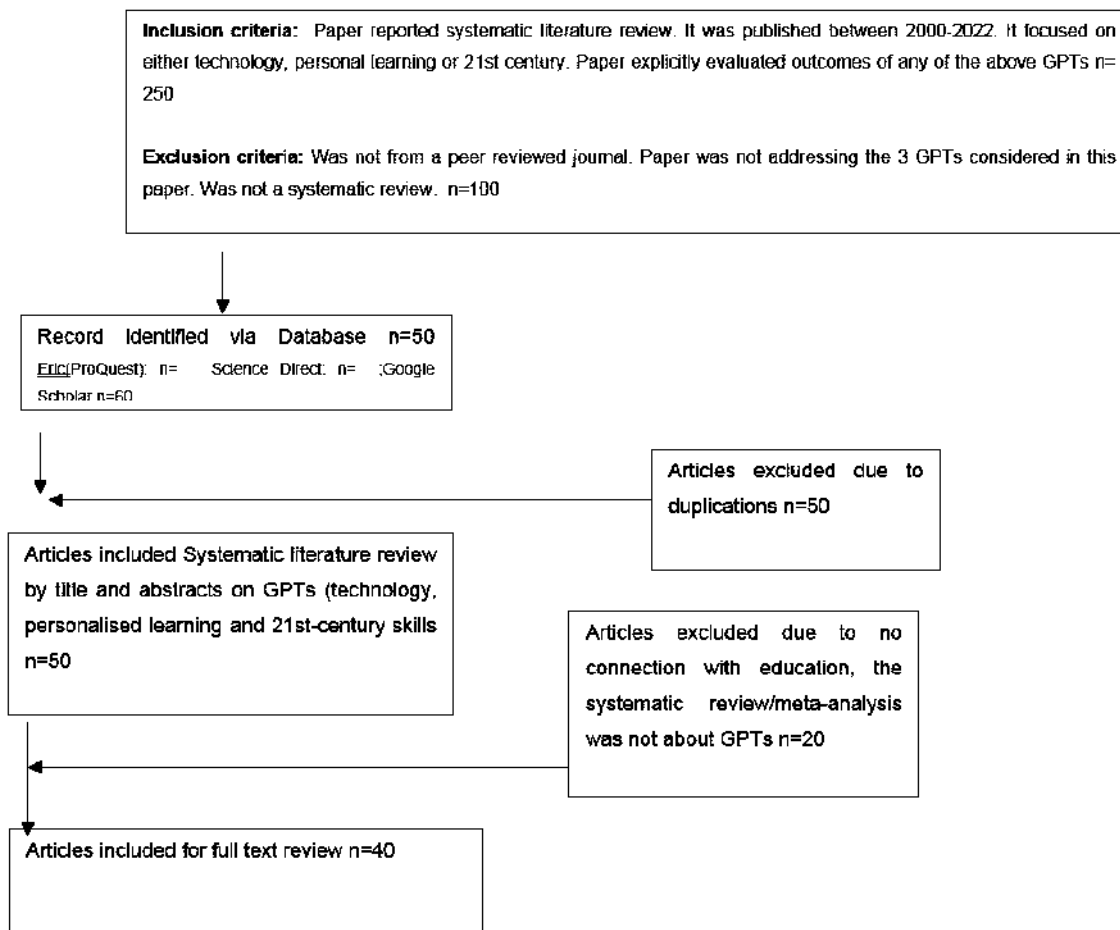 Inclusion criteria: Paper reported systematic literature review. It was published between 2000-2022. It focused on
either technology, personal learning or 21st century. Paper explicitly evaluated outcomes of any of the above GPTs n=
250
Exclusion criteria: Was not from a peer reviewed journal. Paper was not addressing the 3 GPTs considered in this
paper. Was not a systematic review. n=100
Record Identified via Database n=50
Eric(ProQuest): n= Science Direct: n= ;Google
Scholar n=60
Articles excluded due to
duplications n=50
Articles included Systematic literature review
by title and abstracts on GPTs (technology,
personalised learning and 21st-century skills
n=50
Articles excluded due to no
connection with education, the
systematic review/meta-analysis
was not about GPTs n=20
Articles included for full text review n=40